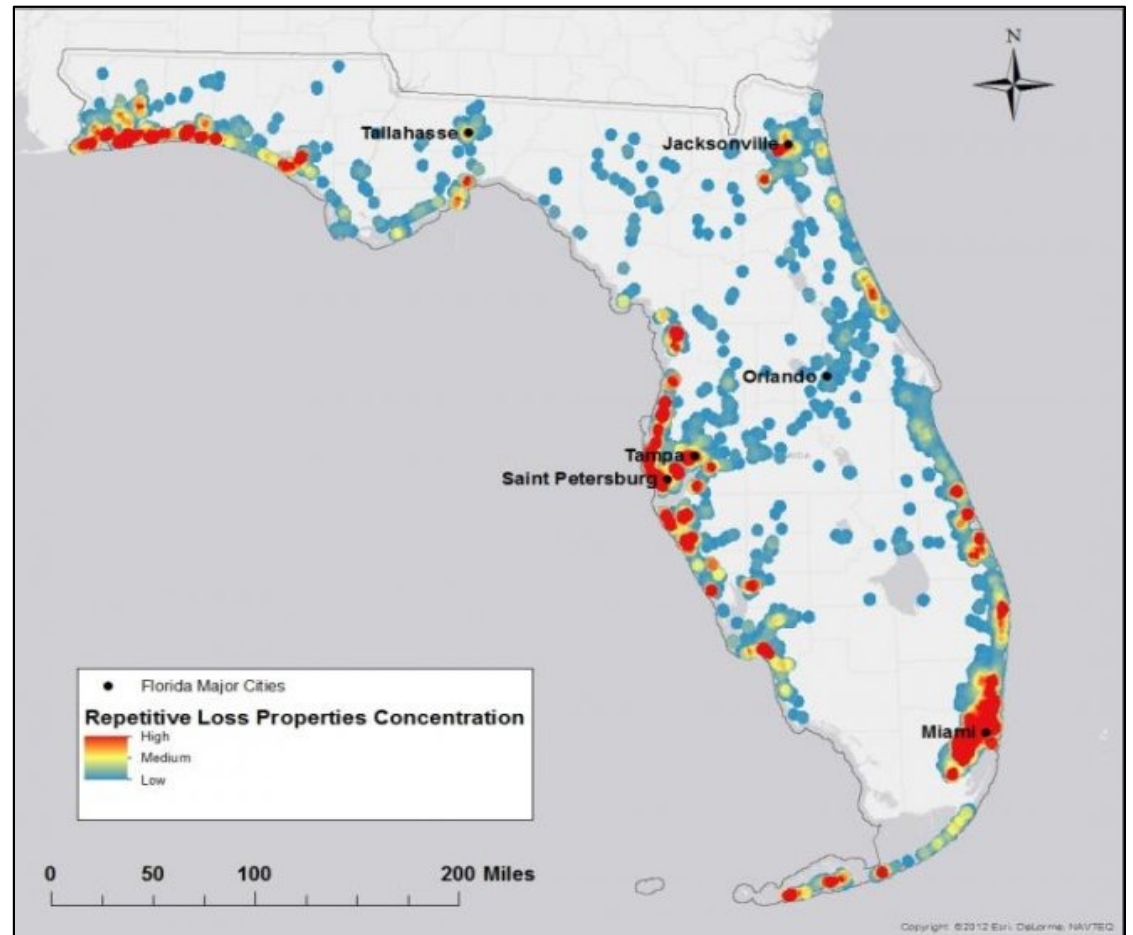 N
Tallahasse
Jacksonville
Orlando
Tampa
Saint Petersburg
Florida Major Cities
Repetitive Loss Properties Concentration
High
Medium
Low
Miami
0 50 100 200 Miles
Copyright ©2012 Esri, DeLorme, NAVTEQ